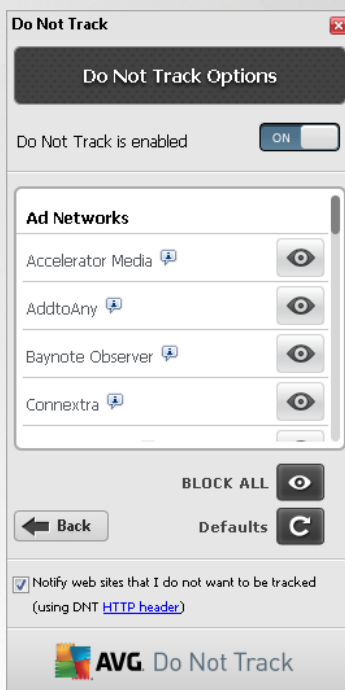 Do Not Track
Do Not Track Options
Do Not Track is enabled
ON
Ad Networks
Accelerator Media
AddtoAny
Baynote Observer
Connextra
BLOCK ALL
Back
Defaults
Notify web sites that I do not want to be tracked
(using DNT HTTP header)
AVG. Do Not Track